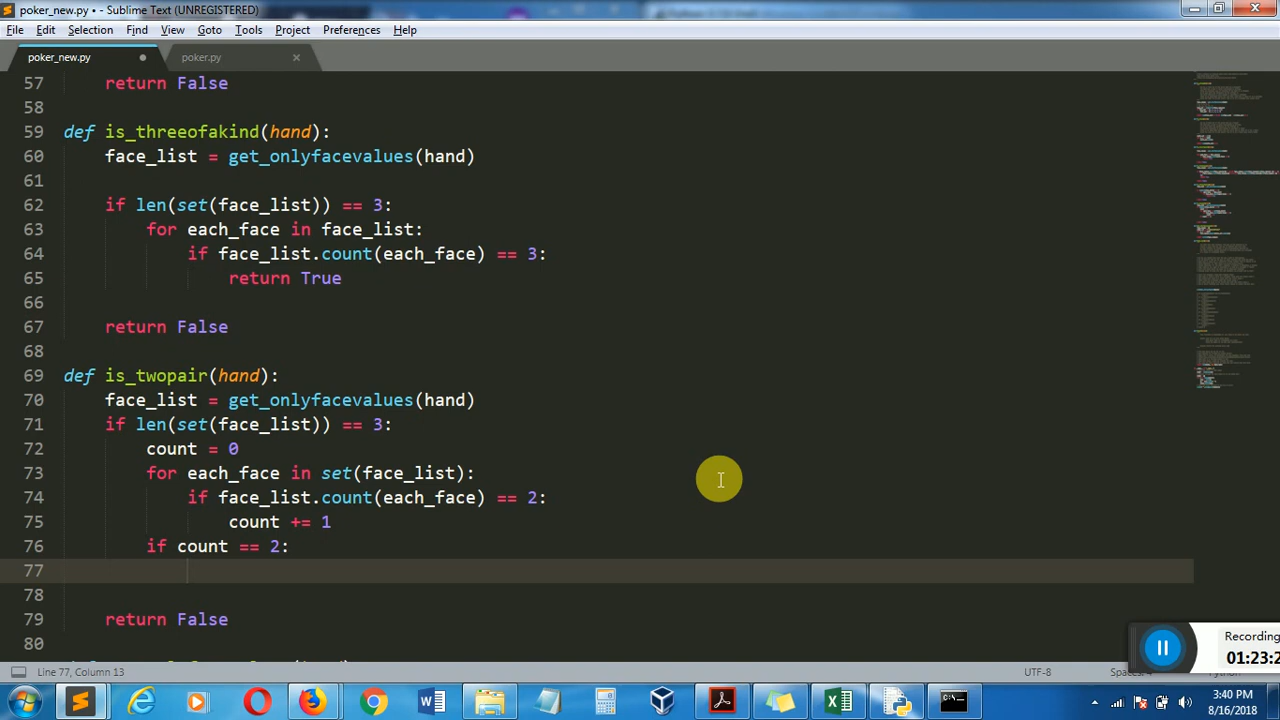 poker_new.py • - Sublime Text (UNREGISTERED)
File Edit Selection Find View Goto Tools Project Preferences Help
poker_new.py poker.py
57 return False
58
59 def is_threeofakind(hand):
60 face_list = get_onlyfacevalues(hand)
61
62 if len(set(face_list)) == 3:
63 for each_face in face_list:
64 if face_list.count(each_face) == 3:
65 return True
66
67 return False
68
69 def is_twopair(hand):
70 face_list = get_onlyfacevalues(hand)
71 if len(set(face_list)) == 3:
72 count = 0
73 for each_face in set(face_list):
74 if face_list.count(each_face) == 2:
75 count += 1
76 if count == 2:
77
78
79 return False
80
Recording
01:23:2
Line 77, Column 13 UTF-8
3:40 PM
8/16/2018